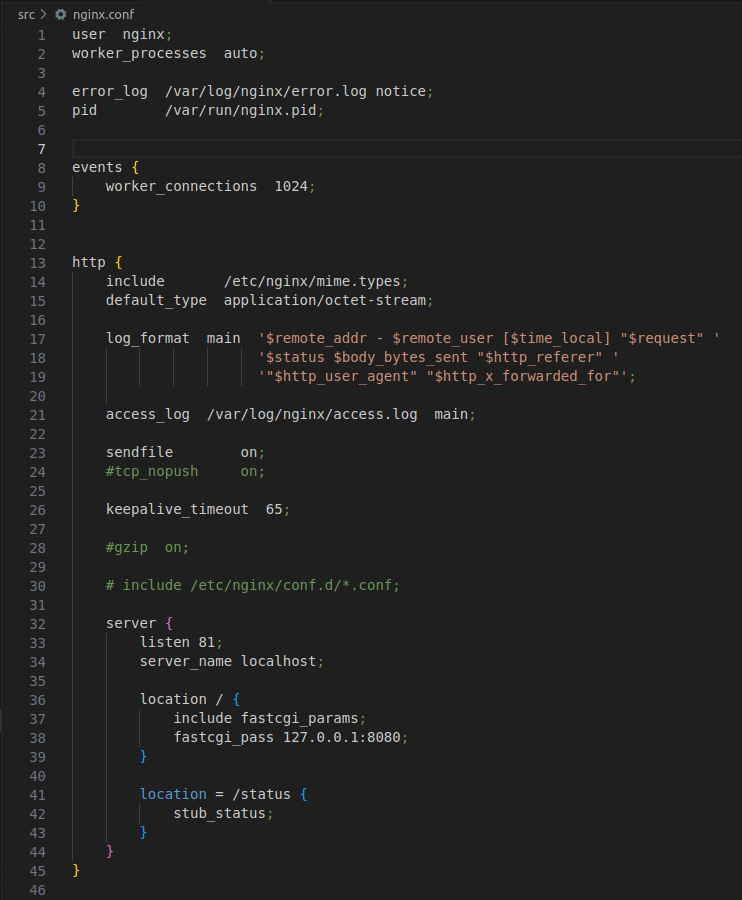 src > nginx.conf
1 user  nginx;
2 worker_processes  auto;
3
4 error_log  /var/log/nginx/error.log notice;
5 pid        /var/run/nginx.pid;
6
7
8 events {
9     worker_connections  1024;
10 }
11
12
13 http {
14     include       /etc/nginx/mime.types;
15     default_type  application/octet-stream;
16
17     log_format  main  '$remote_addr - $remote_user [$time_local] "$request" '
18                       '$status $body_bytes_sent "$http_referer" '
19                       '"$http_user_agent" "$http_x_forwarded_for"';
20
21     access_log  /var/log/nginx/access.log  main;
22
23     sendfile        on;
24     #tcp_nopush     on;
25
26     keepalive_timeout  65;
27
28     #gzip  on;
29
30     # include /etc/nginx/conf.d/*.conf;
31
32     server {
33         listen 81;
34         server_name localhost;
35
36         location / {
37             include fastcgi_params;
38             fastcgi_pass 127.0.0.1:8080;
39         }
40
41         location = /status {
42             stub_status;
43         }
44     }
45 }
46